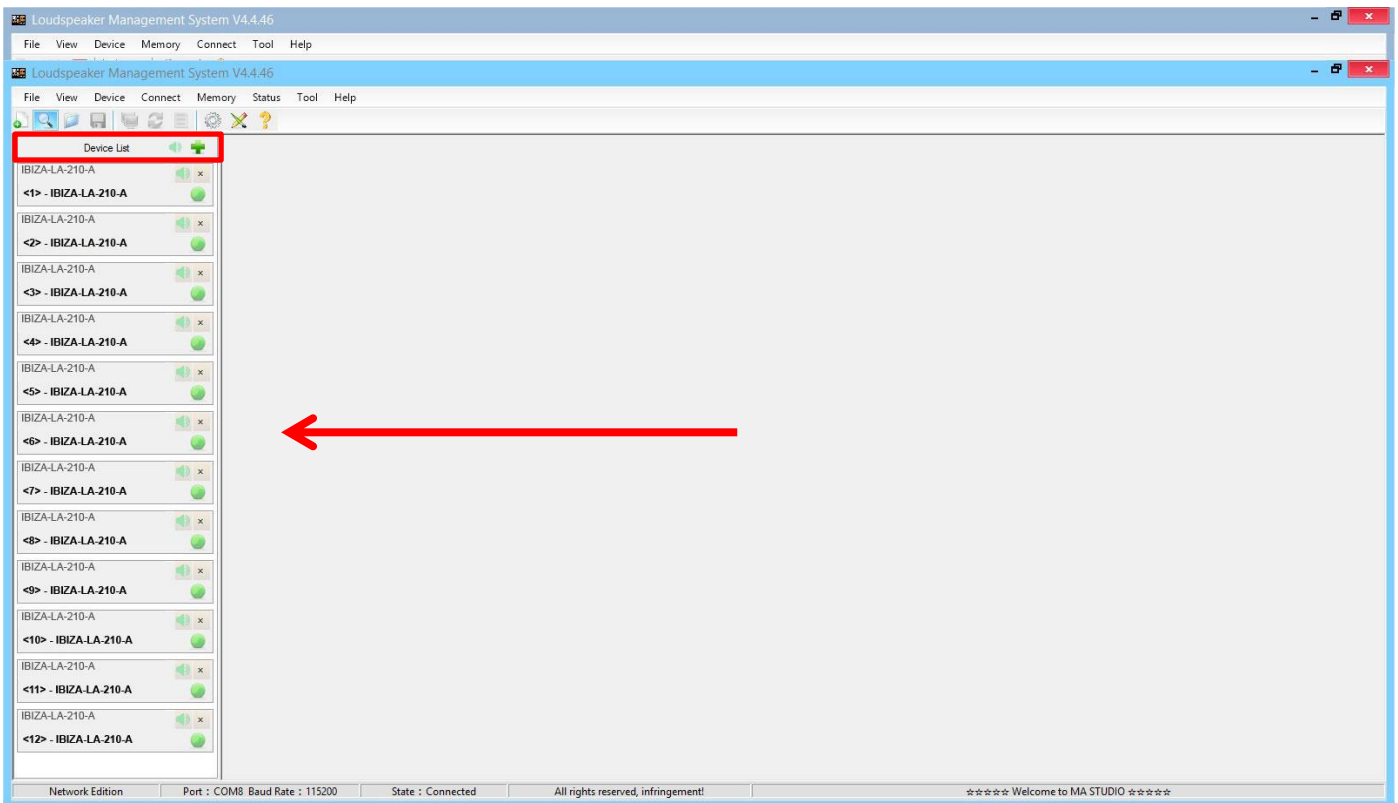 Loudspeaker Management System V4.4.46
File View Device Memory Connect Tool Help
Loudspeaker Management System V4.4.46
File View Device Connect Memory Status Tool Help
Device List
IBIZA-LA-210-A
<1> - IBIZA-LA-210-A
IBIZA-LA-210-A
<2> - IBIZA-LA-210-A
IBIZA-LA-210-A
<3> - IBIZA-LA-210-A
IBIZA-LA-210-A
<4> - IBIZA-LA-210-A
IBIZA-LA-210-A
<5> - IBIZA-LA-210-A
IBIZA-LA-210-A
<6> - IBIZA-LA-210-A
IBIZA-LA-210-A
<7> - IBIZA-LA-210-A
IBIZA-LA-210-A
<8> - IBIZA-LA-210-A
IBIZA-LA-210-A
<9> - IBIZA-LA-210-A
IBIZA-LA-210-A
<10> - IBIZA-LA-210-A
IBIZA-LA-210-A
<11> - IBIZA-LA-210-A
IBIZA-LA-210-A
<12> - IBIZA-LA-210-A
Network Edition Port : COM8 Baud Rate : 115200 State : Connected All rights reserved, infringement! ☆☆☆☆☆ Welcome to MA STUDIO ☆☆☆☆☆